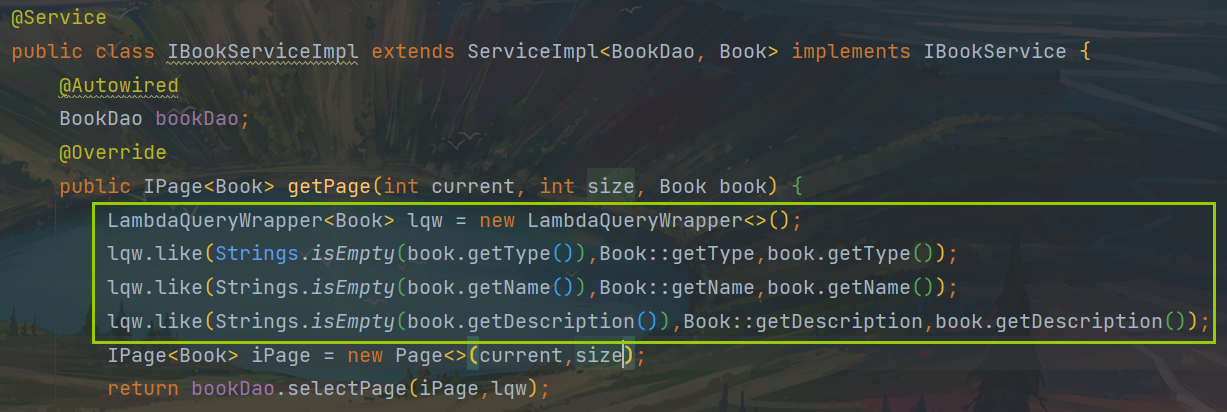 @Service
public class IBookServiceImpl extends ServiceImpl<BookDao, Book> implements IBookService {
@Autowired
BookDao bookDao;
@Override
public IPage<Book> getPage(int current, int size, Book book) {
LambdaQueryWrapper<Book> lqw = new LambdaQueryWrapper<>();
lqw.like(Strings.isEmpty(book.getType()),Book::getType,book.getType());
lqw.like(Strings.isEmpty(book.getName()),Book::getName,book.getName());
lqw.like(Strings.isEmpty(book.getDescription()),Book::getDescription,book.getDescription());
IPage<Book> iPage = new Page<>(current,size);
return bookDao.selectPage(iPage,lqw);